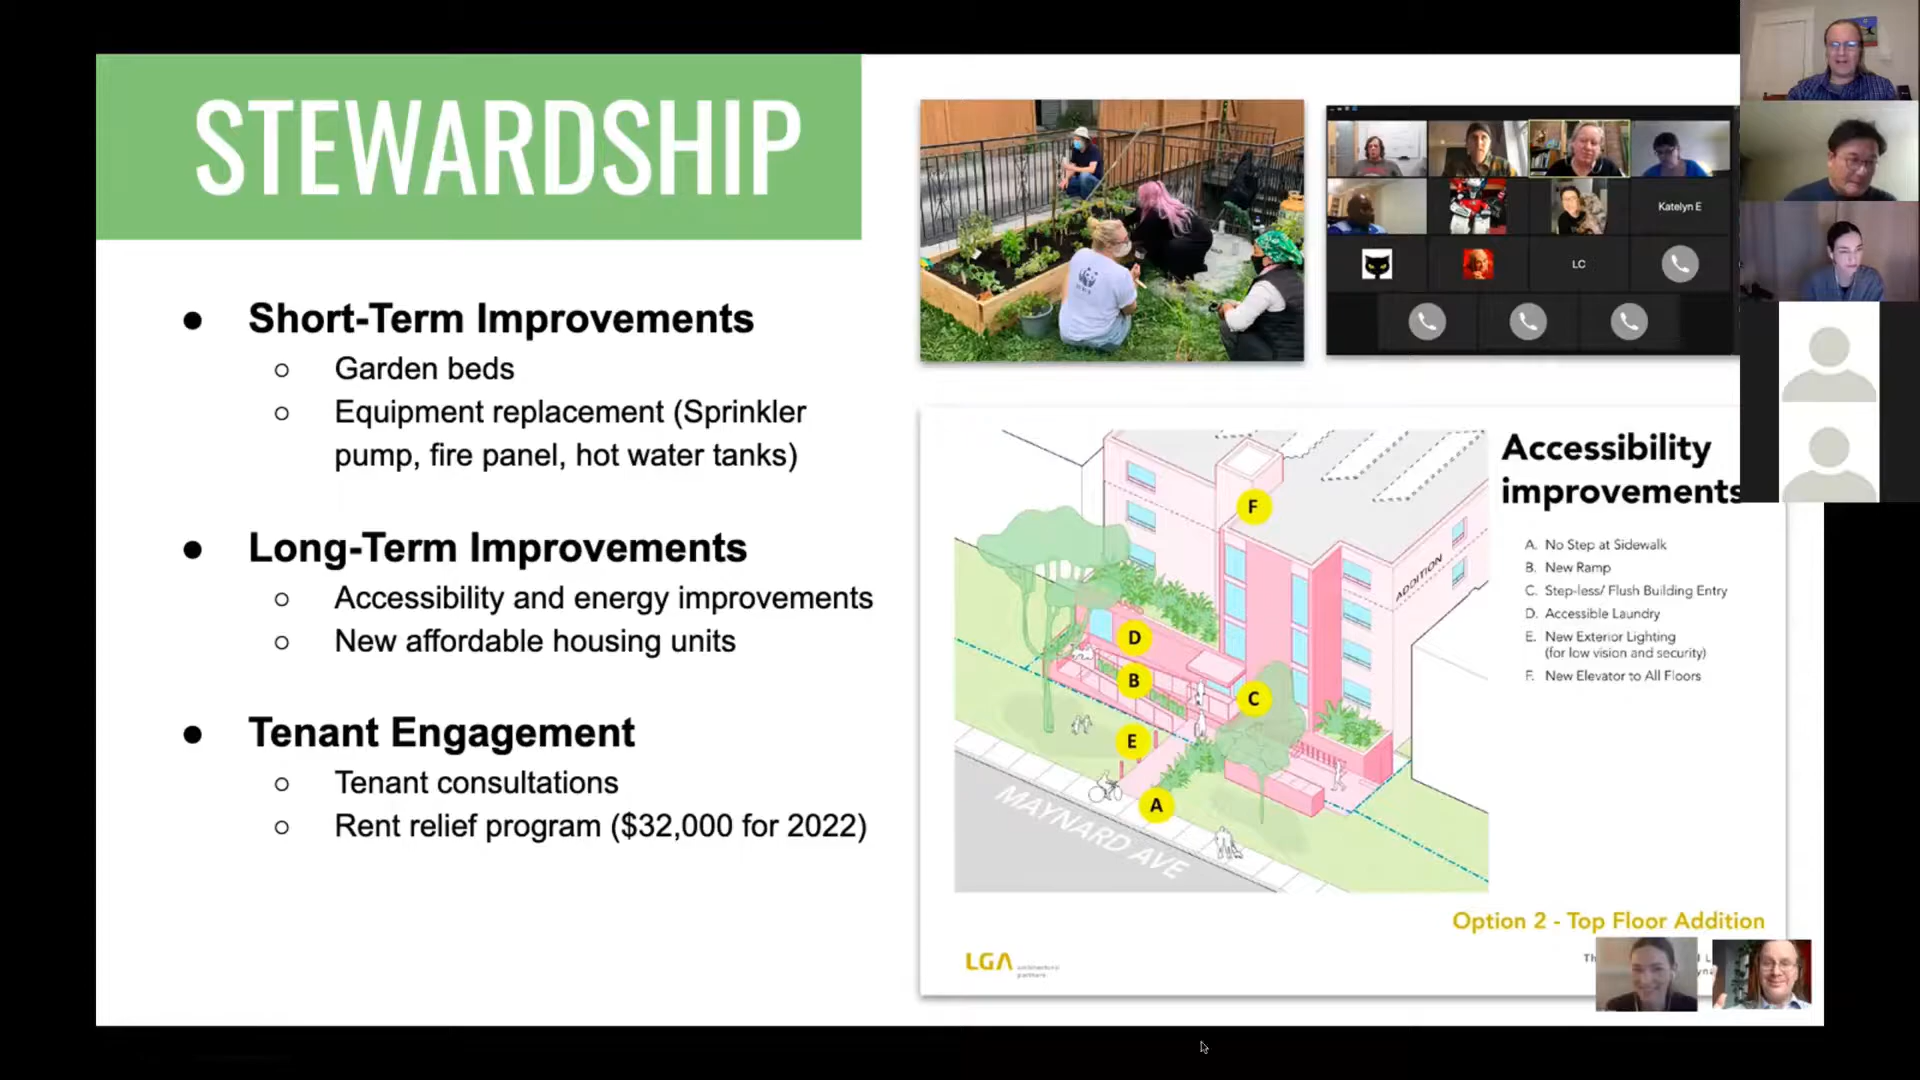 STEWARDSHIP
● Short-Term Improvements
○ Garden beds
○ Equipment replacement (Sprinkler
pump, fire panel, hot water tanks)
● Long-Term Improvements
○ Accessibility and energy improvements
○ New affordable housing units
● Tenant Engagement
○ Tenant consultations
○ Rent relief program ($32,000 for 2022)
Katelyn E
LC
Accessibility
improvements
A. No Step at Sidewalk
B. New Ramp
C. Step-less/ Flush Building Entry
D. Accessible Laundry
E. New Exterior Lighting
(for low vision and security)
F. New Elevator to All Floors
F
ADDITION
D
B
C
E
A
MAYNARD AVE
Option 2 - Top Floor Addition
LGA architectural
partners